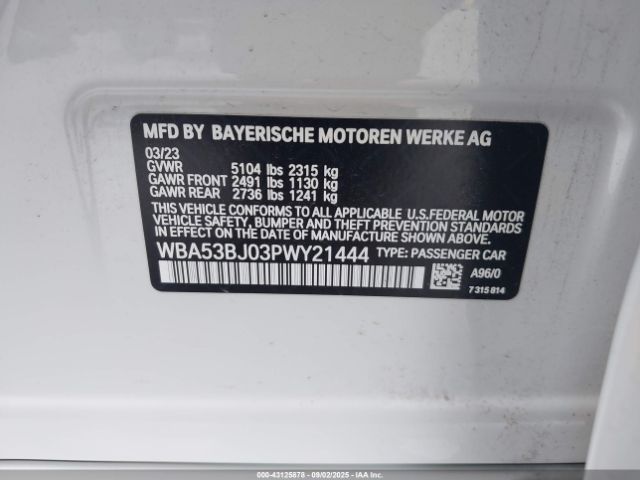 MFD BY BAYERISCHE MOTOREN WERKE AG
03/23
GVWR 5104 lbs 2315 kg
GAWR FRONT 2491 lbs 1130 kg
GAWR REAR 2736 lbs 1241 kg
THIS VEHICLE CONFORMS TO ALL APPLICABLE U.S.FEDERAL MOTOR
VEHICLE SAFETY, BUMPER AND THEFT PREVENTION STANDARDS
IN EFFECT ON THE DATE OF MANUFACTURE SHOWN ABOVE.
WBA53BJ03PWY21444 TYPE: PASSENGER CAR
A96/0
7 315 814
000-43125878 - 09/02/2025 - IAA Inc.